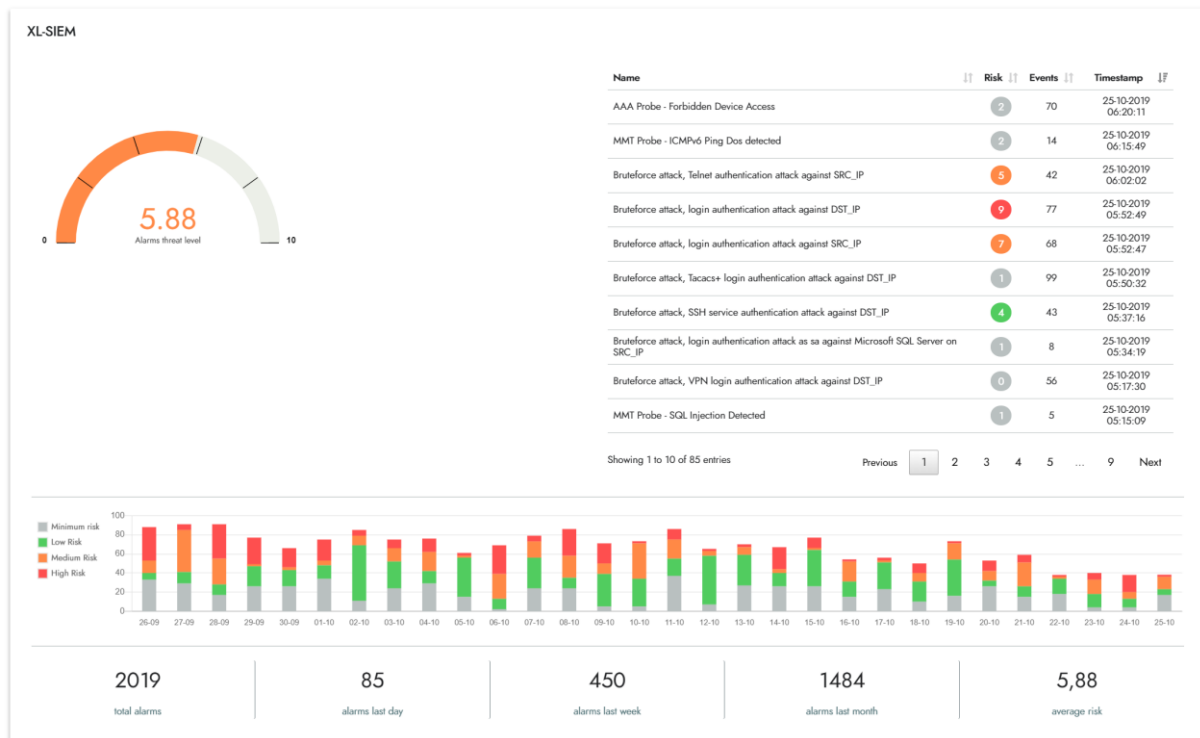 XL-SIEM
5.88
Alarms threat level
0
10
Name Risk Events Timestamp
AAA Probe - Forbidden Device Access 2 70 25-10-2019
06:20:11
MMT Probe - ICMPv6 Ping Dos detected 2 14 25-10-2019
06:15:49
Bruteforce attack, Telnet authentication attack against SRC_IP 5 42 25-10-2019
06:02:02
Bruteforce attack, login authentication attack against DST_IP 9 77 25-10-2019
05:52:49
Bruteforce attack, login authentication attack against SRC_IP 7 68 25-10-2019
05:52:47
Bruteforce attack, Tacacs+ login authentication attack against DST_IP 1 99 25-10-2019
05:50:32
Bruteforce attack, SSH service authentication attack against DST_IP 4 43 25-10-2019
05:37:16
Bruteforce attack, login authentication attack as sa against Microsoft SQL Server on
SRC_IP 1 8 25-10-2019
05:34:19
Bruteforce attack, VPN login authentication attack against DST_IP 0 56 25-10-2019
05:17:30
MMT Probe - SQL Injection Detected 1 5 25-10-2019
05:15:09
Showing 1 to 10 of 85 entries
Previous 1 2 3 4 5 ... 9 Next
Minimum risk
Low Risk
Medium Risk
High Risk
100
80
60
40
20
0
26-09 27-09 28-09 29-09 30-09 01-10 02-10 03-10 04-10 05-10 06-10 07-10 08-10 09-10 10-10 11-10 12-10 13-10 14-10 15-10 16-10 17-10 18-10 19-10 20-10 21-10 22-10 23-10 24-10 25-10
2019 85 450 1484 5,88
total alarms alarms last day alarms last week alarms last month average risk